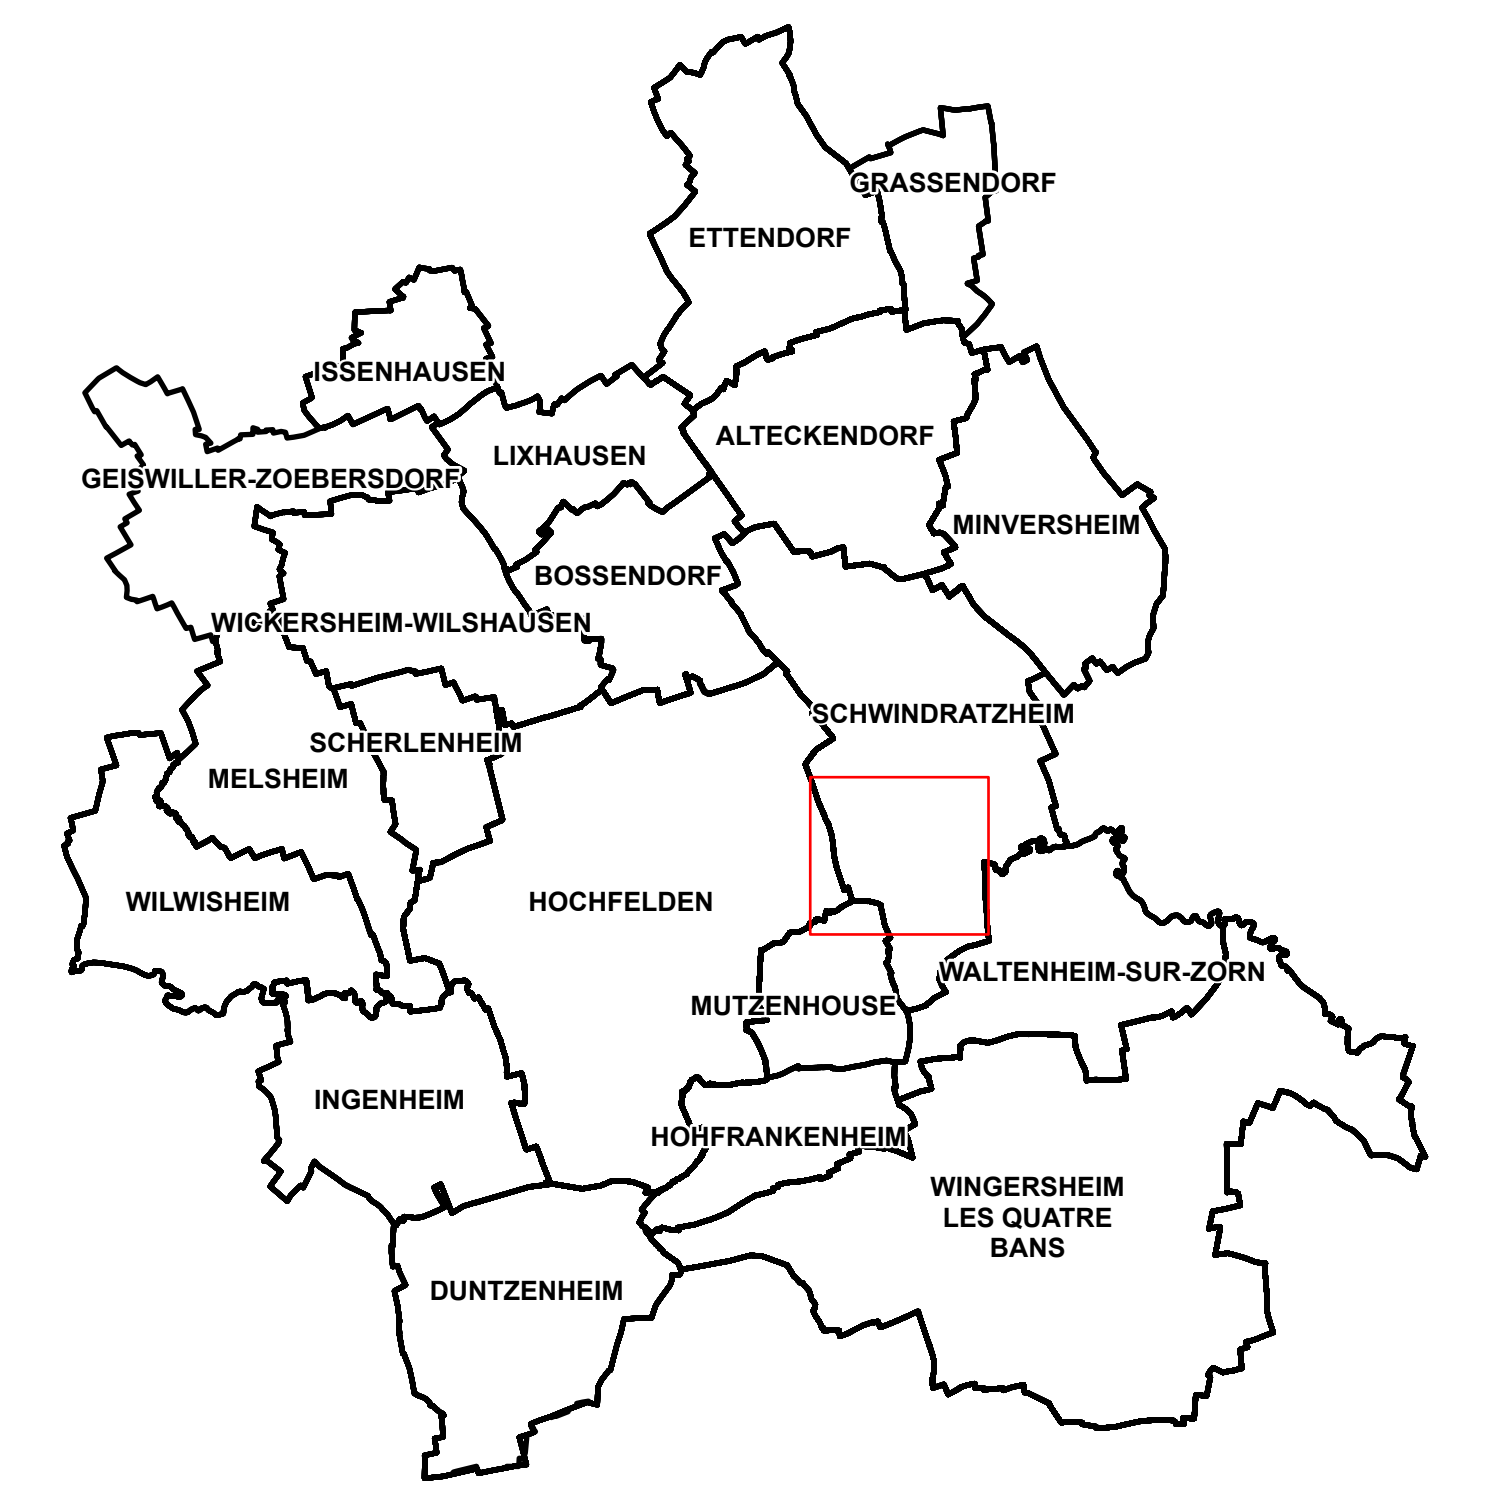 GRASSENDORF
ETTENDORF
ISSENHAUSEN
ALTECKENDORF
LIXHAUSEN
GEISWILLER-ZOEBERSDORF
MINVERSHEIM
BOSSENDORF
WICKERSHEIM-WILSHAUSEN
SCHWINDRATZHEIM
SCHERLENHEIM
MELSHEIM
WILWISHEIM
HOCHFELDEN
WALTENHEIM-SUR-ZORN
MUTZENHOUSE
INGENHEIM
HOHFRANKENHEIM
WINGERSHEIM
LES QUATRE
BANS
DUNTZENHEIM